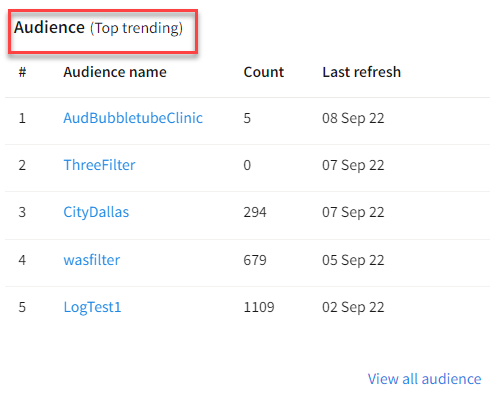 Audience (Top trending)
# Audience name Count Last refresh
1 AudBubbletubeClinic 5 08 Sep 22
2 ThreeFilter 0 07 Sep 22
3 CityDallas 294 07 Sep 22
4 wasfilter 679 05 Sep 22
5 LogTest1 1109 02 Sep 22
View all audience